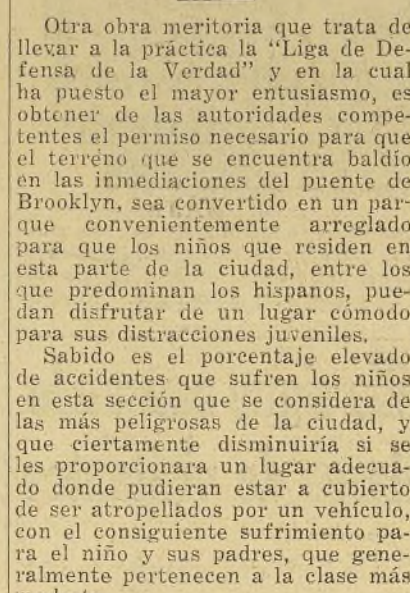 Otra obra meritoria que trata de
llevar a la práctica la "Liga de De-
fensa de la Verdad" y en la cual
ha puesto el mayor entusiasmo, es
obtener de las autoridades compe-
tentes el permiso necesario para que
el terreno que se encuentra baldío
en las inmediaciones del puente de
Brooklyn, sea convertido en un par-
que convenientemente arreglado
para que los niños que residen en
esta parte de la ciudad, entre los
que predominan los hispanos, pue-
dan disfrutar de un lugar cómodo
para sus distracciones juveniles.
Sabido es el porcentaje elevado
de accidentes que sufren los niños
en esta sección que se considera de
las más peligrosas de la ciudad, y
que ciertamente disminuiría si se
les proporcionara un lugar adecua-
do donde pudieran estar a cubierto
de ser atropellados por un vehículo,
con el consiguiente sufrimiento pa-
ra el niño y sus padres, que gene-
ralmente pertenecen a la clase más